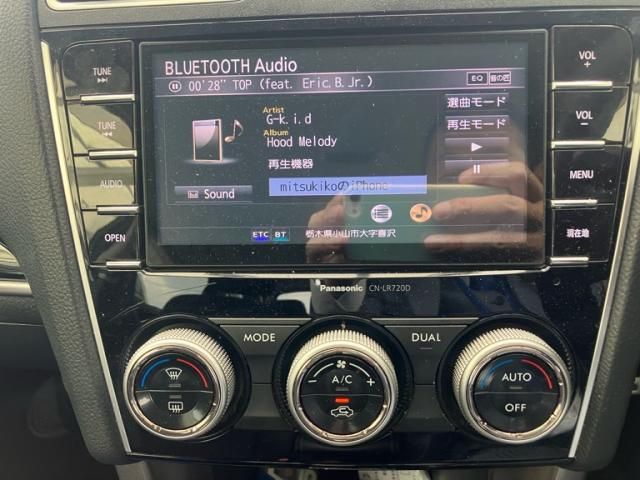 BLUETOOTH Audio
00'28" TOP (feat. Eric.B.Jr.)
EQ 音の匠
Artist
G-k.i.d
Album
Hood Melody
再生機器
mitsukikoのiPhone
選曲モード
再生モード
Sound
ETC BT 栃木県小山市大字喜沢
TUNE
TUNE
AUDIO
OPEN
VOL
+
VOL
−
MENU
現在地
Panasonic CN-LR720D
MODE
DUAL
− A/C +
AUTO
OFF